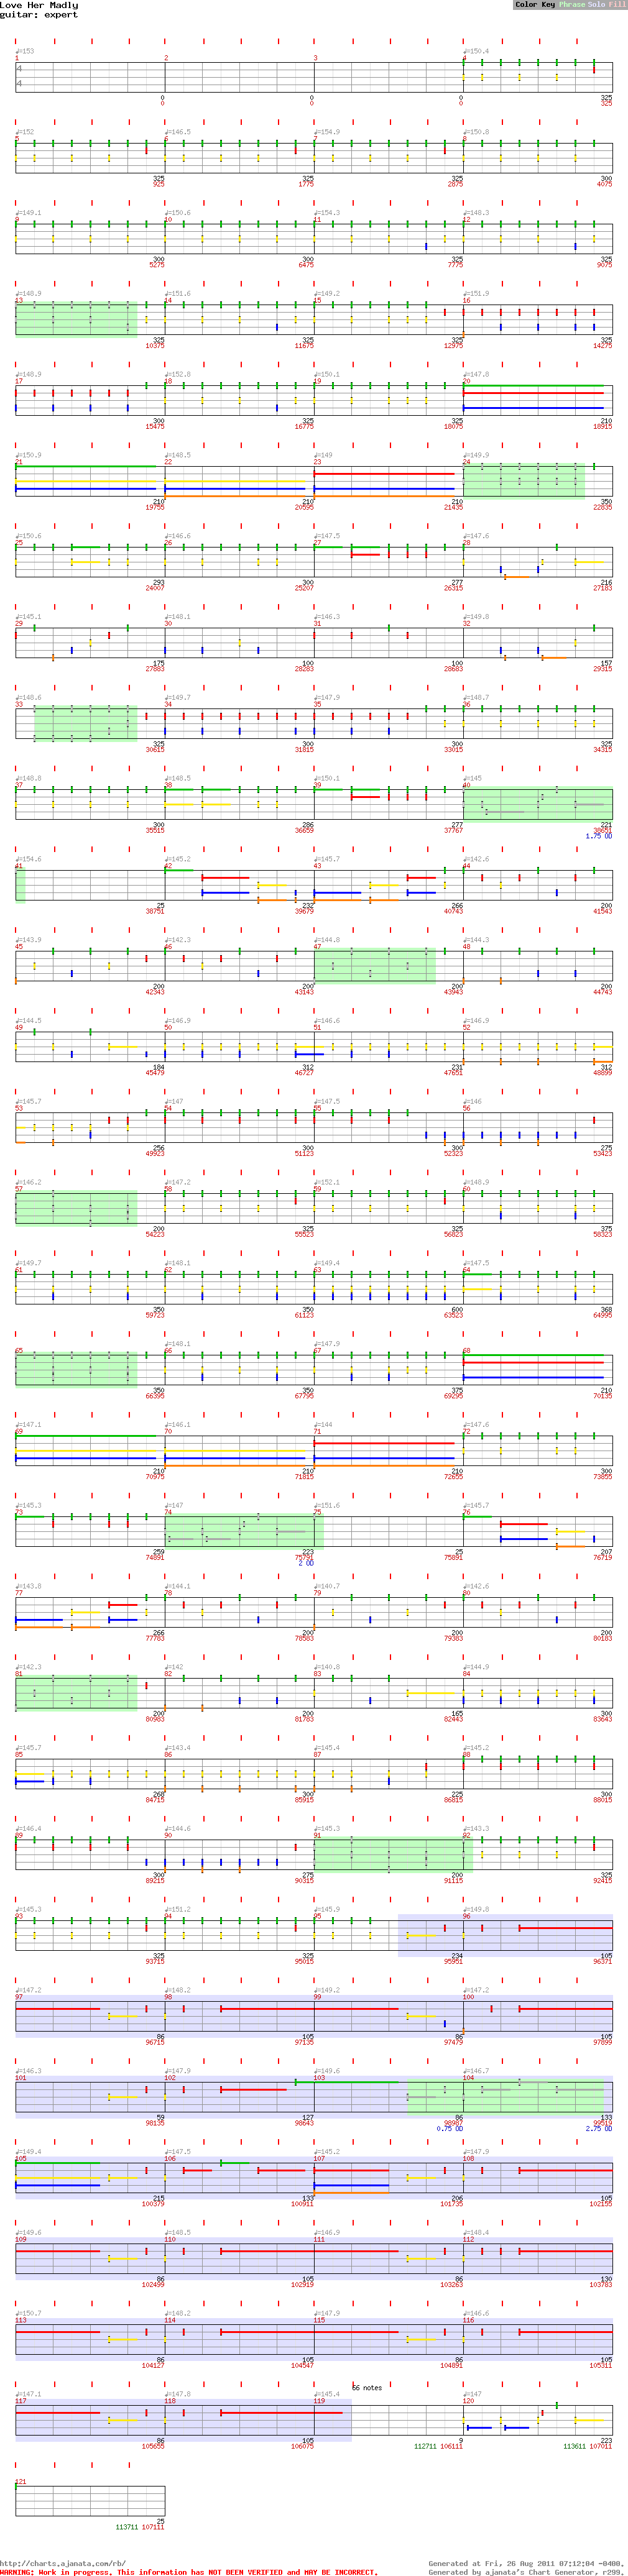 Love Her Madly
guitar: expert
Color Key Phrase Solo Fill
♩=153 ♩=150.4
1 2 3 4
4
4
0 0 0 325
0 0 0 325
♩=152 ♩=146.5 ♩=154.9 ♩=150.8
5 6 7 8
325 325 325 300
925 1775 2875 4075
♩=149.1 ♩=150.6 ♩=154.3 ♩=148.3
9 10 11 12
300 300 325 325
5275 6475 7775 9075
♩=148.9 ♩=151.6 ♩=149.2 ♩=151.9
13 14 15 16
325 325 325 325
10375 11675 12975 14275
♩=148.9 ♩=152.8 ♩=150.1 ♩=147.8
17 18 19 20
300 325 325 210
15475 16775 18075 18915
♩=150.9 ♩=148.5 ♩=149 ♩=149.9
21 22 23 24
210 210 210 350
19755 20595 21435 22835
♩=150.6 ♩=146.6 ♩=147.5 ♩=147.6
25 26 27 28
293 300 277 216
24007 25207 26315 27183
♩=145.1 ♩=148.1 ♩=146.3 ♩=149.8
29 30 31 32
175 100 100 157
27883 28283 28683 29315
♩=148.6 ♩=149.7 ♩=147.9 ♩=148.7
33 34 35 36
325 300 300 325
30615 31815 33015 34315
♩=148.8 ♩=148.5 ♩=150.1 ♩=145
37 38 39 40
300 286 277 221
35515 36659 37767 38651
1.75 OD
♩=154.6 ♩=145.2 ♩=145.7 ♩=142.6
41 42 43 44
25 232 266 200
38751 39679 40743 41543
♩=143.9 ♩=142.3 ♩=144.8 ♩=144.3
45 46 47 48
200 200 200 200
42343 43143 43943 44743
♩=144.5 ♩=146.9 ♩=146.6 ♩=146.9
49 50 51 52
184 312 231 312
45479 46727 47651 48899
♩=145.7 ♩=147 ♩=147.5 ♩=146
53 54 55 56
256 300 300 275
49923 51123 52323 53423
♩=146.2 ♩=147.2 ♩=152.1 ♩=148.9
57 58 59 60
200 325 325 375
54223 55523 56823 58323
♩=149.7 ♩=148.1 ♩=149.4 ♩=147.5
61 62 63 64
350 350 600 368
59723 61123 63523 64995
♩=148.1 ♩=147.9
65 66 67 68
350 350 375 210
66395 67795 69295 70135
♩=147.1 ♩=146.1 ♩=144 ♩=147.6
69 70 71 72
210 210 210 300
70975 71815 72655 73855
♩=145.3 ♩=147 ♩=151.6 ♩=145.7
73 74 75 76
259 223 25 207
74891 75791 75891 76719
2 OD
♩=143.8 ♩=144.1 ♩=140.7 ♩=142.6
77 78 79 80
266 200 200 200
77783 78583 79383 80183
♩=142.3 ♩=142 ♩=140.8 ♩=144.9
81 82 83 84
200 200 165 300
80983 81783 82443 83643
♩=145.7 ♩=143.4 ♩=145.4 ♩=145.2
85 86 87 88
268 300 225 300
84715 85915 86815 88015
♩=146.4 ♩=144.6 ♩=145.3 ♩=143.3
89 90 91 92
300 275 200 325
89215 90315 91115 92415
♩=145.3 ♩=151.2 ♩=145.9 ♩=149.8
93 94 95 96
325 325 234 105
93715 95015 95951 96371
♩=147.2 ♩=148.2 ♩=149.2 ♩=147.2
97 98 99 100
86 105 86 105
96715 97135 97479 97899
♩=146.3 ♩=147.9 ♩=149.6 ♩=146.7
101 102 103 104
59 127 86 133
98135 98643 98987 99519
0.75 OD 2.75 OD
♩=149.4 ♩=147.5 ♩=145.2 ♩=147.9
105 106 107 108
215 133 206 105
100379 100911 101735 102155
♩=149.6 ♩=148.5 ♩=146.9 ♩=148.4
109 110 111 112
86 105 86 130
102499 102919 103263 103783
♩=150.7 ♩=148.2 ♩=147.9 ♩=146.6
113 114 115 116
86 105 86 105
104127 104547 104891 105311
66 notes
♩=147.1 ♩=147.8 ♩=145.4 ♩=147
117 118 119 120
86 105 9 223
105655 106075 112711 106111 113611 107011
121
25
113711 107111
http://charts.ajanata.com/rb/
Generated at Fri, 26 Aug 2011 07:12:04 -0400.
WARNING: Work in progress. This information has NOT BEEN VERIFIED and MAY BE INCORRECT.
Generated by ajanata's Chart Generator, r299.